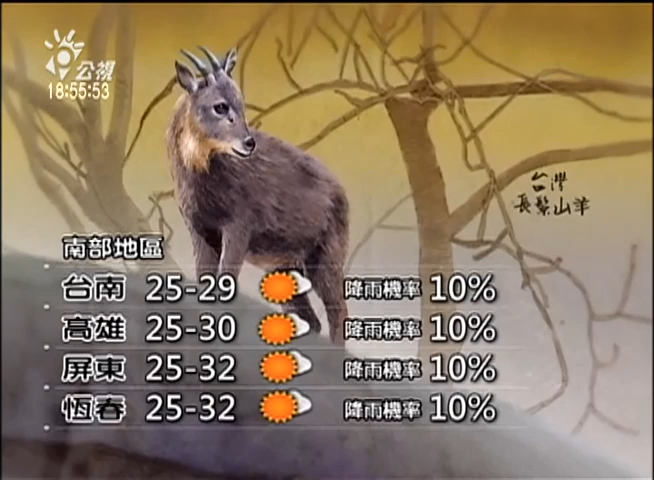 公視
18:55:53
台灣
長鬃山羊
南部地區
台南 25-29 降雨機率 10%
高雄 25-30 降雨機率 10%
屏東 25-32 降雨機率 10%
恆春 25-32 降雨機率 10%